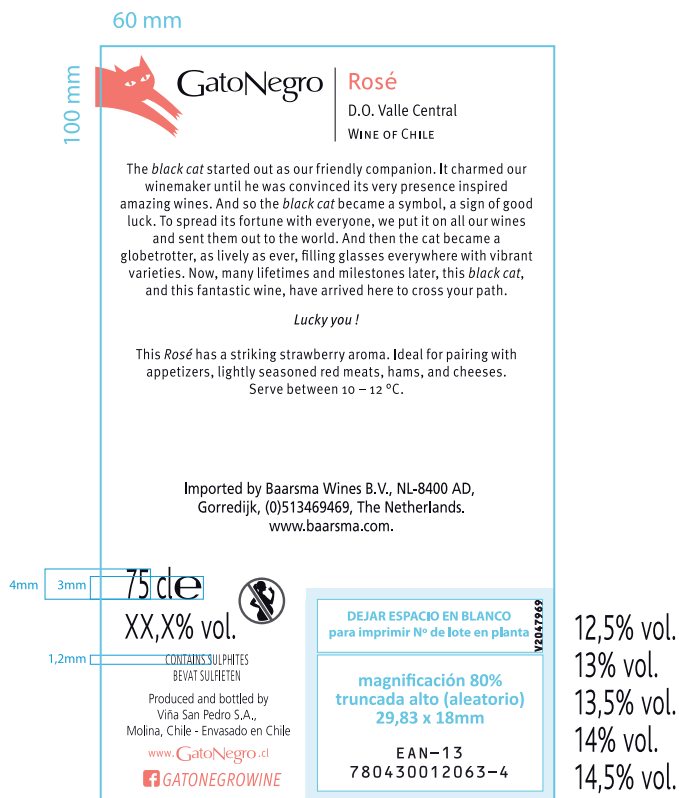 60 mm
100 mm
GatoNegro
Rosé
D.O. Valle Central
WINE OF CHILE
The black cat started out as our friendly companion. It charmed our
winemaker until he was convinced its very presence inspired
amazing wines. And so the black cat became a symbol, a sign of good
luck. To spread its fortune with everyone, we put it on all our wines
and sent them out to the world. And then the cat became a
globetrotter, as lively as ever, filling glasses everywhere with vibrant
varieties. Now, many lifetimes and milestones later, this black cat,
and this fantastic wine, have arrived here to cross your path.
Lucky you !
This Rosé has a striking strawberry aroma. Ideal for pairing with
appetizers, lightly seasoned red meats, hams, and cheeses.
Serve between 10 – 12 °C.
Imported by Baarsma Wines B.V., NL-8400 AD,
Gorredijk, (0)513469469, The Netherlands.
www.baarsma.com.
4mm
3mm
75 cl e
XX,X% vol.
1,2mm
CONTAINS SULPHITES
BEVAT SULFIETEN
Produced and bottled by
Viña San Pedro S.A.,
Molina, Chile - Envasado en Chile
www.GatoNegro.cl
f GATONEGROWINE
DEJAR ESPACIO EN BLANCO
para imprimir Nº de lote en planta
V2047969
magnificación 80%
truncada alto (aleatorio)
29,83 x 18mm
EAN-13
780430012063-4
12,5% vol.
13% vol.
13,5% vol.
14% vol.
14,5% vol.